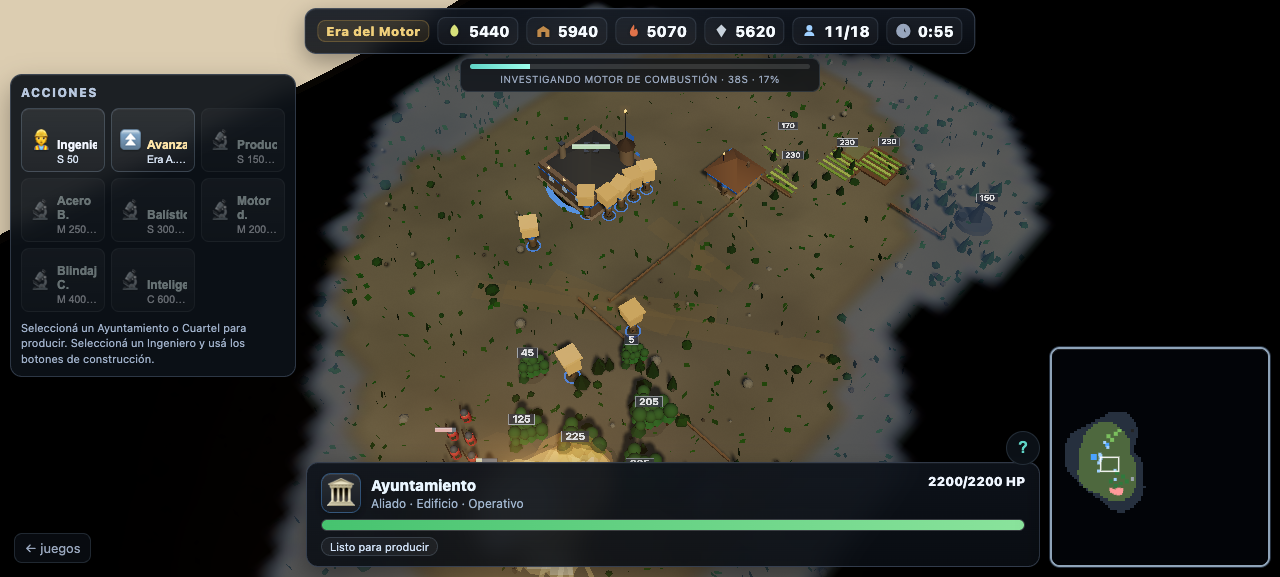 Era del Motor
5440
5940
5070
5620
11/18
0:55
INVESTIGANDO MOTOR DE COMBUSTIÓN · 38S · 17%
ACCIONES
Ingenie
S 50
Avanza
Era A....
Produc
S 150...
Acero
B.
M 250...
Balístic
S 300...
Motor
d.
M 200...
Blindaj
C.
M 400...
Intelige
C 600...
Seleccioná un Ayuntamiento o Cuartel para
producir. Seleccioná un Ingeniero y usá los
botones de construcción.
170
230
230
230
150
5
45
205
125
225
?
Ayuntamiento
2200/2200 HP
Aliado · Edificio · Operativo
Listo para producir
← juegos